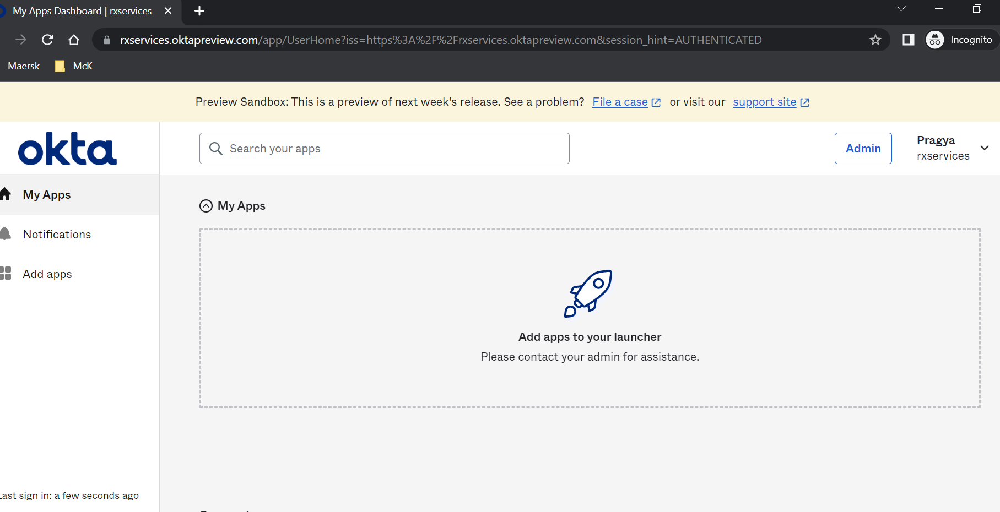 My Apps Dashboard | rxservices
rxservices.oktapreview.com/app/UserHome?iss=https%3A%2F%2Frxservices.oktapreview.com&session_hint=AUTHENTICATED
Incognito
Maersk
McK
Preview Sandbox: This is a preview of next week's release. See a problem? File a case or visit our support site
okta
Search your apps
Admin
Pragya
rxservices
My Apps
Notifications
Add apps
My Apps
Add apps to your launcher
Please contact your admin for assistance.
Last sign in: a few seconds ago